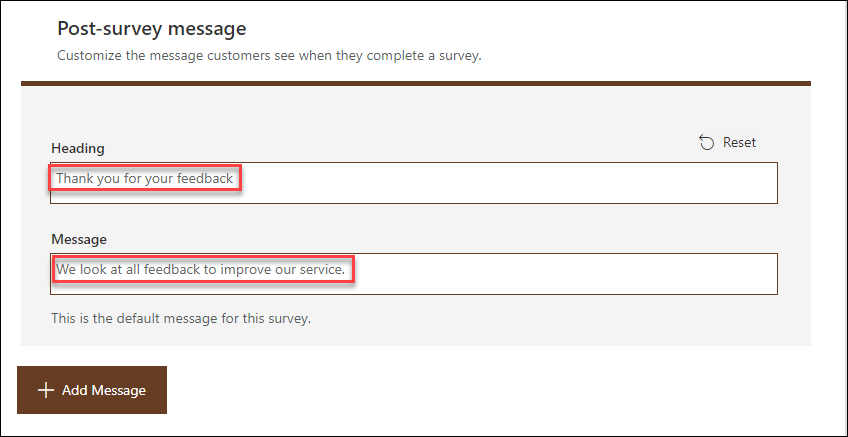 Post-survey message
Customize the message customers see when they complete a survey.
Reset
Heading
Thank you for your feedback
Message
We look at all feedback to improve our service.
This is the default message for this survey.
Add Message